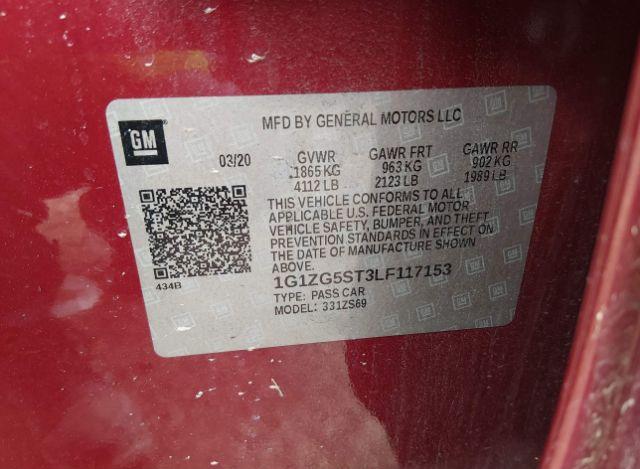 GM
MFD BY GENERAL MOTORS LLC
03/20 GVWR GAWR FRT GAWR RR
1865 KG 963 KG 902 KG
4112 LB 2123 LB 1989 LB
THIS VEHICLE CONFORMS TO ALL
APPLICABLE U.S. FEDERAL MOTOR
VEHICLE SAFETY, BUMPER, AND THEFT
PREVENTION STANDARDS IN EFFECT ON
THE DATE OF MANUFACTURE SHOWN
ABOVE.
434B
1G1ZG5ST3LF117153
TYPE: PASS CAR
MODEL: 331ZS69